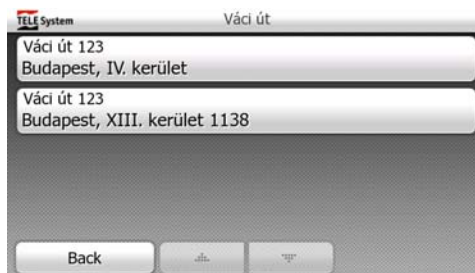 TELE System
Váci út
Váci út 123
Budapest, IV. kerület
Váci út 123
Budapest, XIII. kerület 1138
Back